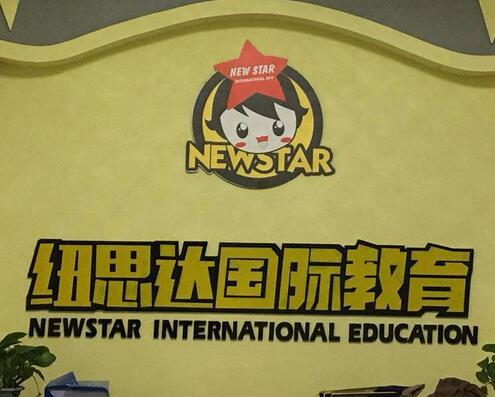 NEW STAR
INTERNATIONAL EDU
NEWSTAR
纽思达国际教育
NEWSTAR INTERNATIONAL EDUCATION